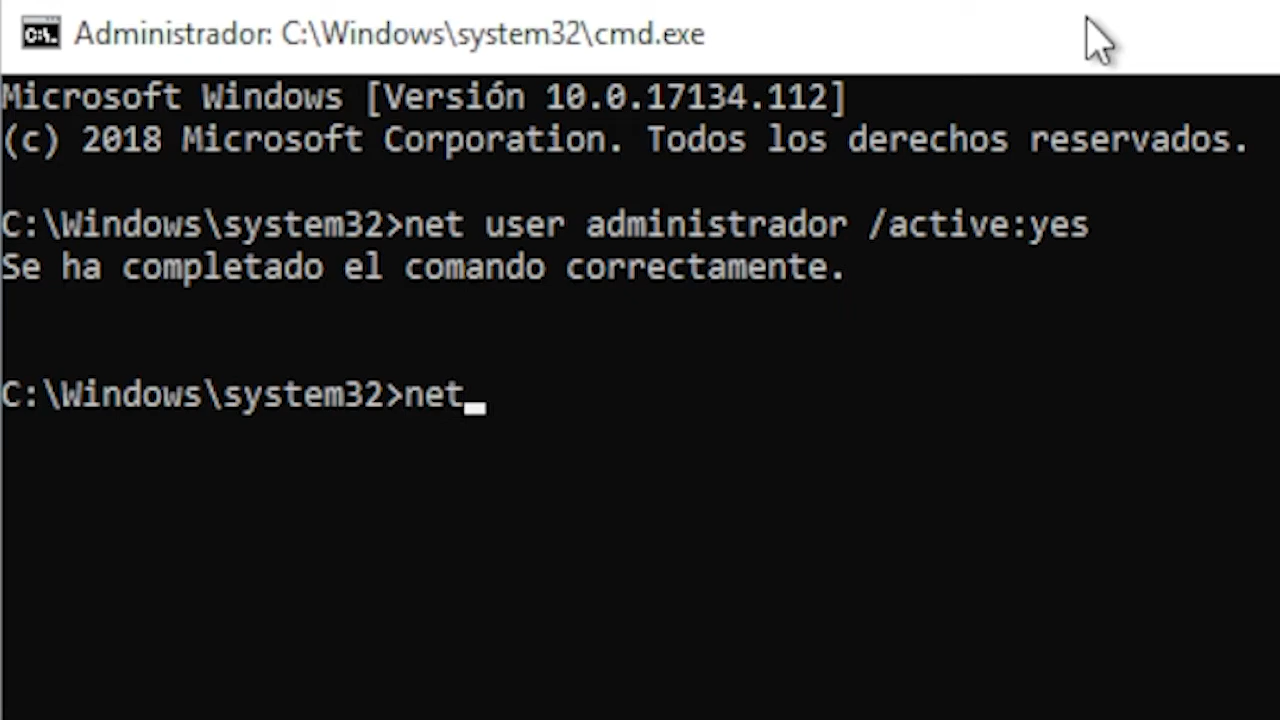 Administrador: C:\Windows\system32\cmd.exe
Microsoft Windows [Versión 10.0.17134.112]
(c) 2018 Microsoft Corporation. Todos los derechos reservados.
C:\Windows\system32>net user administrador /active:yes
Se ha completado el comando correctamente.
C:\Windows\system32>net